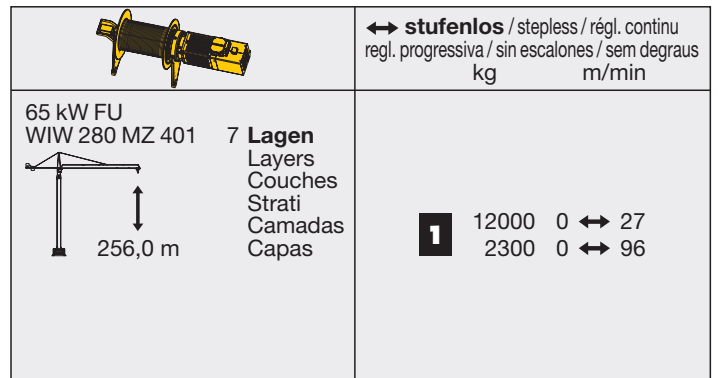 ↔ stufenlos / stepless / régl. continu
regl. progressiva / sin escalones / sem degraus
kg m/min
65 kW FU
WIW 280 MZ 401 7 Lagen
Layers
Couches
Strati
Camadas
256,0 m Capas
1 12000 0 ↔ 27
2300 0 ↔ 96